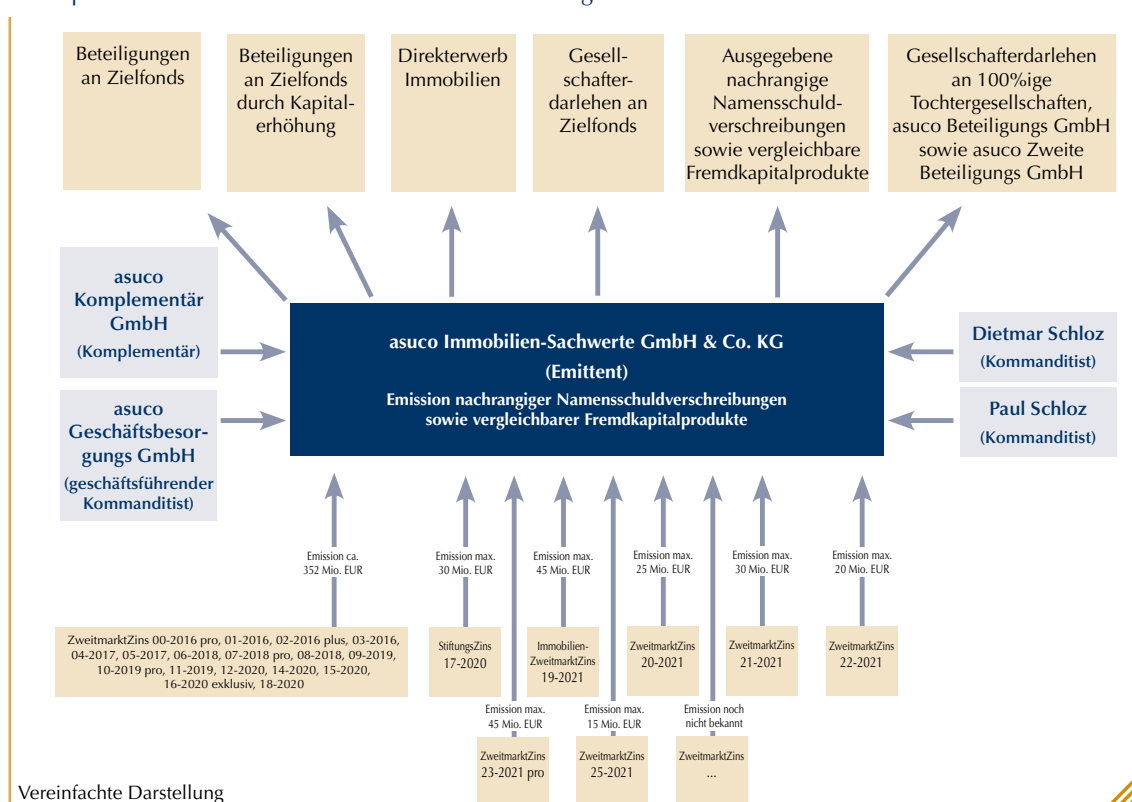 Beteiligungen
an Zielfonds
Beteiligungen
an Zielfonds
durch Kapital-
erhöhung
Direkterwerb
Immobilien
Gesell-
schafter-
darlehen an
Zielfonds
Ausgegebene
nachrangige
Namensschuld-
verschreibungen
sowie vergleichbare
Fremdkapitalprodukte
Gesellschafterdarlehen
an 100%ige
Tochtergesellschaften,
asuco Beteiligungs GmbH
sowie asuco Zweite
Beteiligungs GmbH
asuco
Komplementär
GmbH
(Komplementär)
asuco
Geschäftsbesor-
gungs GmbH
(geschäftsführender
Kommanditist)
asuco Immobilien-Sachwerte GmbH & Co. KG
(Emittent)
Emission nachrangiger Namensschuldverschreibungen
sowie vergleichbarer Fremdkapitalprodukte
Dietmar Schloz
(Kommanditist)
Paul Schloz
(Kommanditist)
Emission ca.
352 Mio. EUR
Emission max.
30 Mio. EUR
Emission max.
45 Mio. EUR
Emission max.
25 Mio. EUR
Emission max.
30 Mio. EUR
Emission max.
20 Mio. EUR
ZweitmarktZins 00-2016 pro, 01-2016, 02-2016 plus, 03-2016,
04-2017, 05-2017, 06-2018, 07-2018 pro, 08-2018, 09-2019,
10-2019 pro, 11-2019, 12-2020, 14-2020, 15-2020,
16-2020 exklusiv, 18-2020
StiftungsZins
17-2020
Immobilien-
ZweitmarktZins
19-2021
ZweitmarktZins
20-2021
ZweitmarktZins
21-2021
ZweitmarktZins
22-2021
Emission max.
45 Mio. EUR
Emission max.
15 Mio. EUR
Emission noch
nicht bekannt
ZweitmarktZins
23-2021 pro
ZweitmarktZins
25-2021
ZweitmarktZins
...
Vereinfachte Darstellung